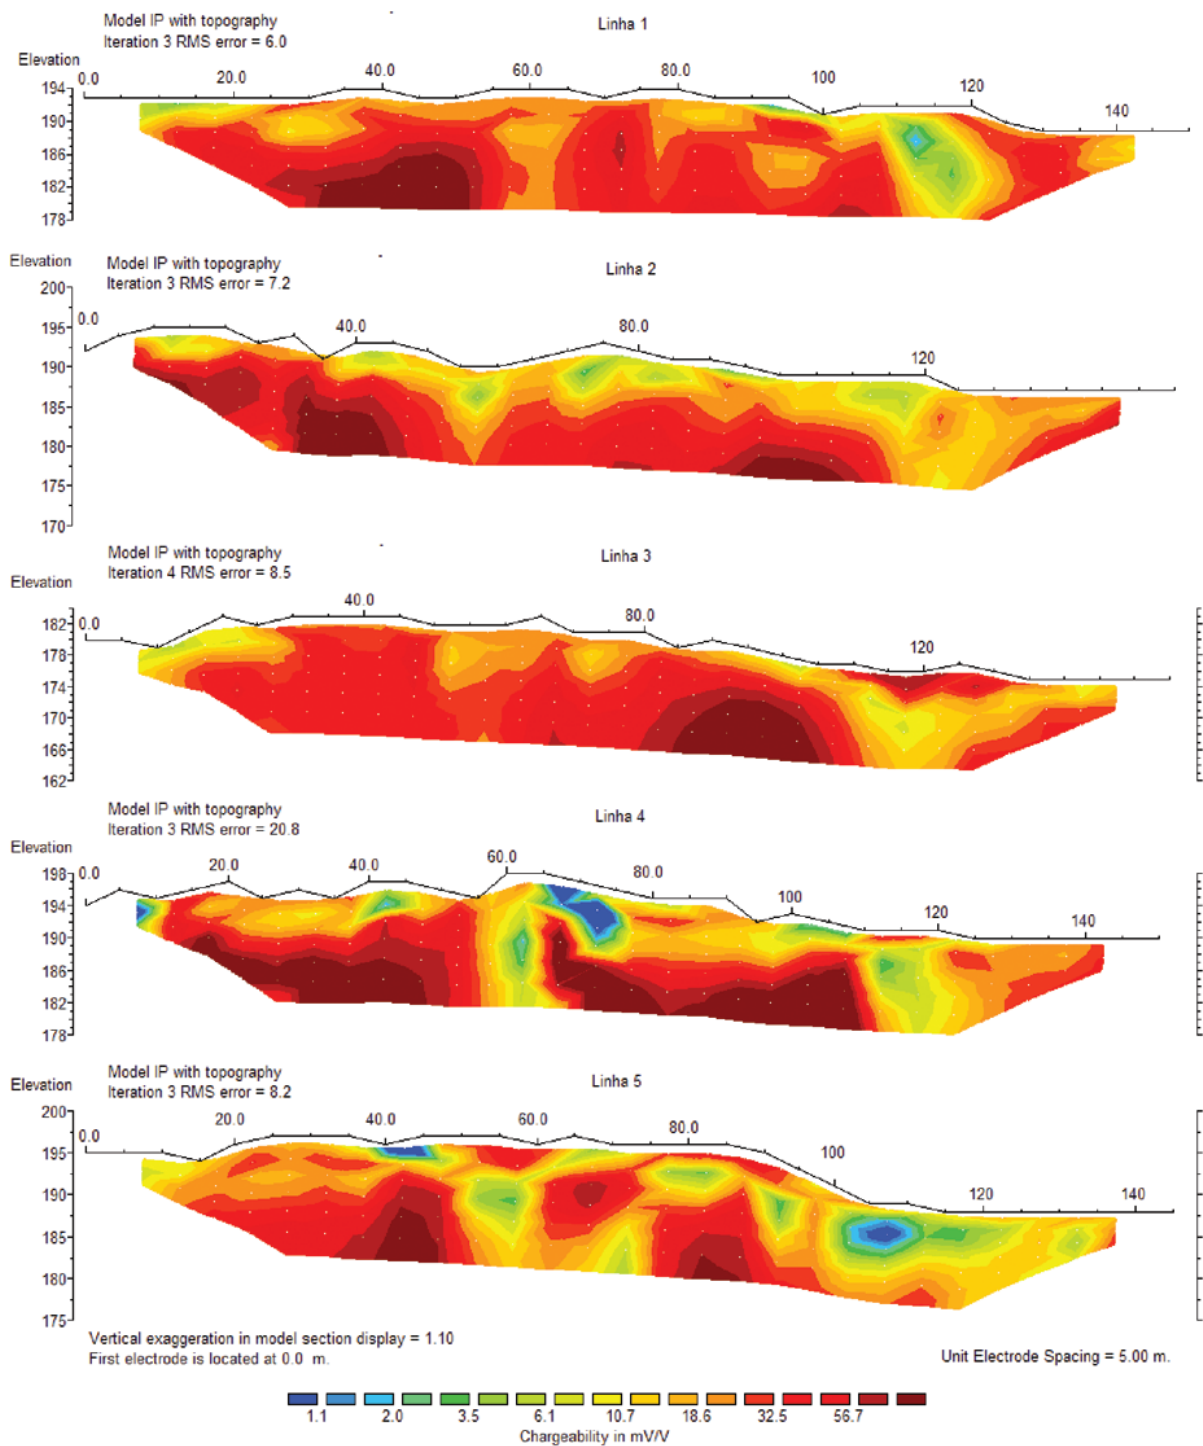 Model IP with topography
Iteration 3 RMS error = 6.0
Linha 1
Elevation
0.0 20.0 40.0 60.0 80.0 100 120 140
194
190
186
182
178
Elevation
Model IP with topography
Iteration 3 RMS error = 7.2
Linha 2
200
195
190
185
180
175
170
0.0 40.0 80.0 120
Model IP with topography
Iteration 4 RMS error = 8.5
Linha 3
Elevation
0.0 40.0 80.0 120
182
178
174
170
166
162
Model IP with topography
Iteration 3 RMS error = 20.8
Linha 4
Elevation
0.0 20.0 40.0 60.0 80.0 100 120 140
198
194
190
186
182
178
Model IP with topography
Iteration 3 RMS error = 8.2
Linha 5
Elevation
0.0 20.0 40.0 60.0 80.0 100 120 140
200
195
190
185
180
175
Vertical exaggeration in model section display = 1.10
First electrode is located at 0.0 m.
Unit Electrode Spacing = 5.00 m.
1.1 2.0 3.5 6.1 10.7 18.6 32.5 56.7
Chargeability in mV/V